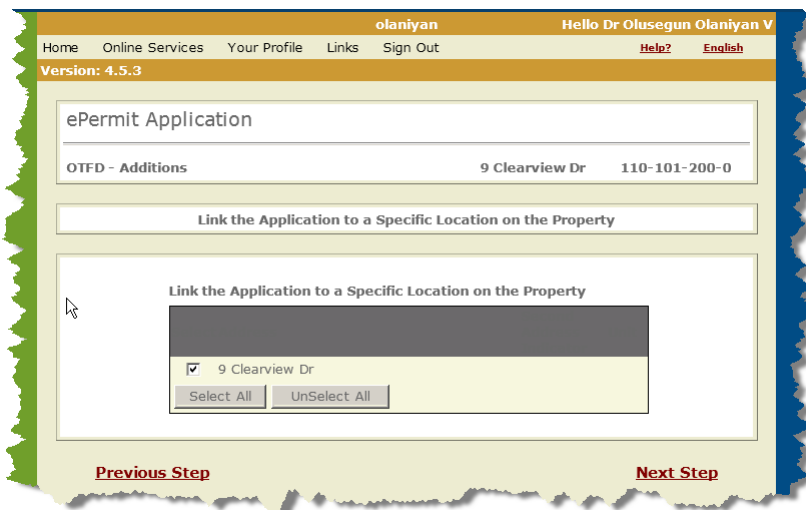 olaniyan Hello Dr Olusegun Olaniyan V
Home Online Services Your Profile Links Sign Out Help? English
Version: 4.5.3
ePermit Application
OTFD - Additions 9 Clearview Dr 110-101-200-0
Link the Application to a Specific Location on the Property
Link the Application to a Specific Location on the Property
9 Clearview Dr
Select All UnSelect All
Previous Step Next Step